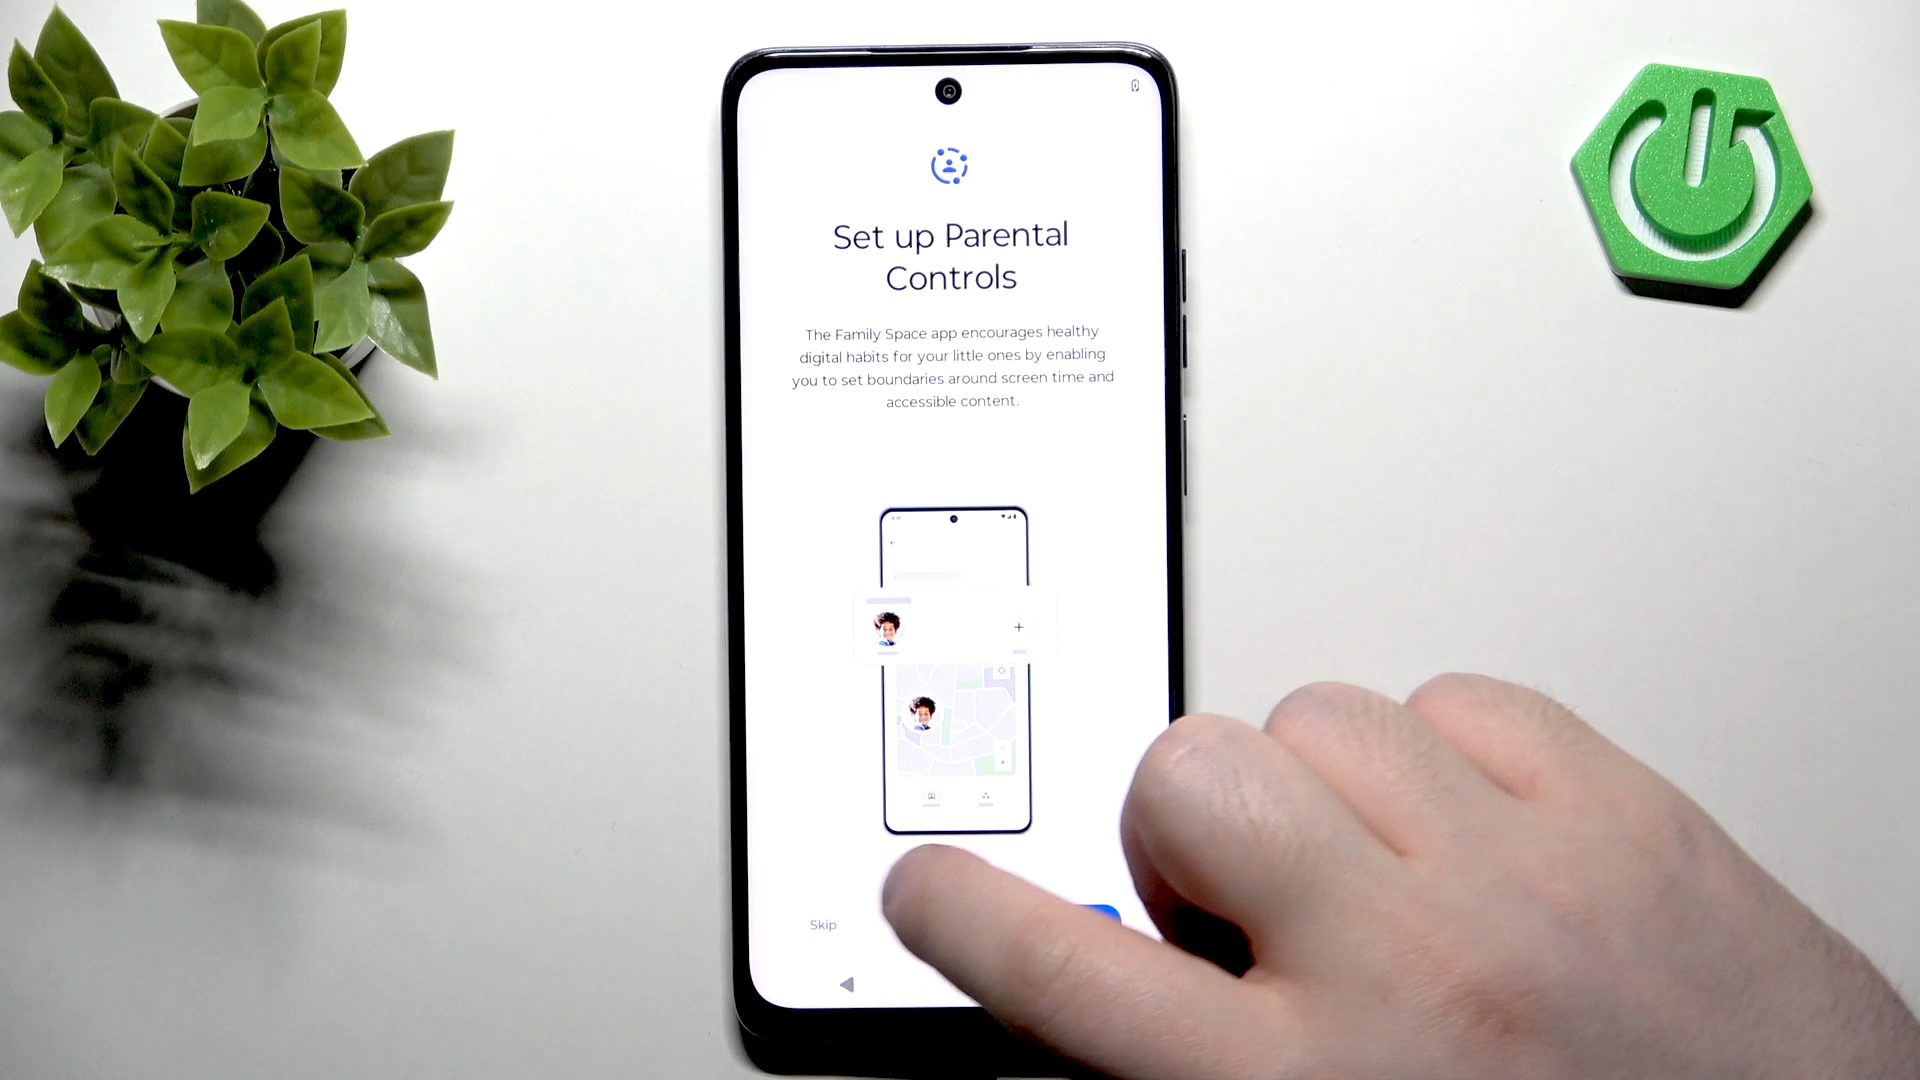 Set up Parental
Controls
The Family Space app encourages healthy
digital habits for your little ones by enabling
you to set boundaries around screen time and
accessible content.
Skip